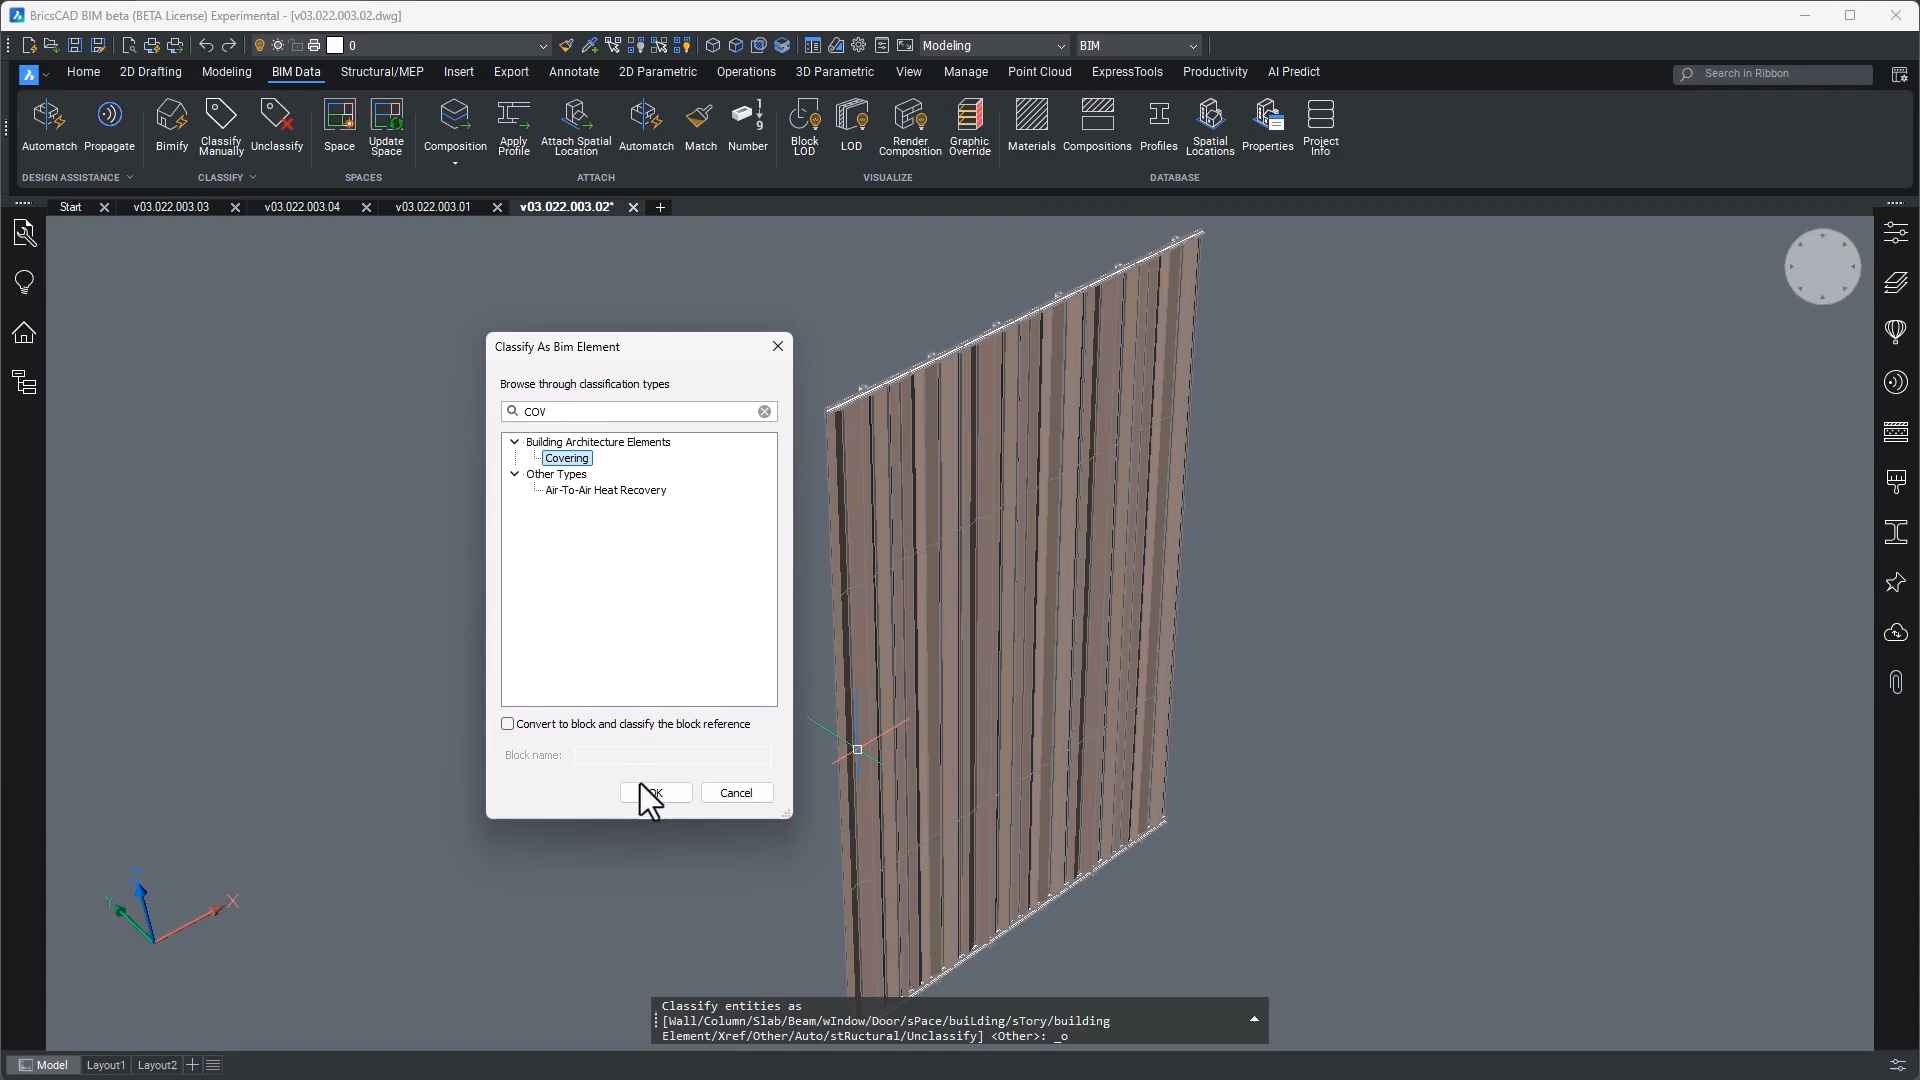 BricsCAD BIM beta (BETA License) Experimental - [v03.022.003.02.dwg]
0
Modeling
BIM
Home
2D Drafting
Modeling
BIM Data
Structural/MEP
Insert
Export
Annotate
2D Parametric
Operations
3D Parametric
View
Manage
Point Cloud
ExpressTools
Productivity
AI Predict
Search in Ribbon
Automatch
Propagate
Bimify
Classify
Manually
Unclassify
Space
Update
Space
Composition
Apply
Profile
Attach Spatial
Location
Automatch
Match
1
9
Number
Block
LOD
LOD
Render
Composition
Graphic
Override
Materials
Compositions
Profiles
Spatial
Locations
Properties
Project
Info
DESIGN ASSISTANCE
CLASSIFY
SPACES
ATTACH
VISUALIZE
DATABASE
Start
v03.022.003.03
v03.022.003.04
v03.022.003.01
v03.022.003.02*
Classify As Bim Element
Browse through classification types
COV
Building Architecture Elements
Covering
Other Types
Air-To-Air Heat Recovery
Convert to block and classify the block reference
Block name:
OK
Cancel
Z
Y
X
Classify entities as
[Wall/Column/Slab/Beam/wIndow/Door/sPace/buiLding/sTory/building
Element/Xref/Other/Auto/stRuctural/Unclassify] <Other>: _o
Model
Layout1
Layout2